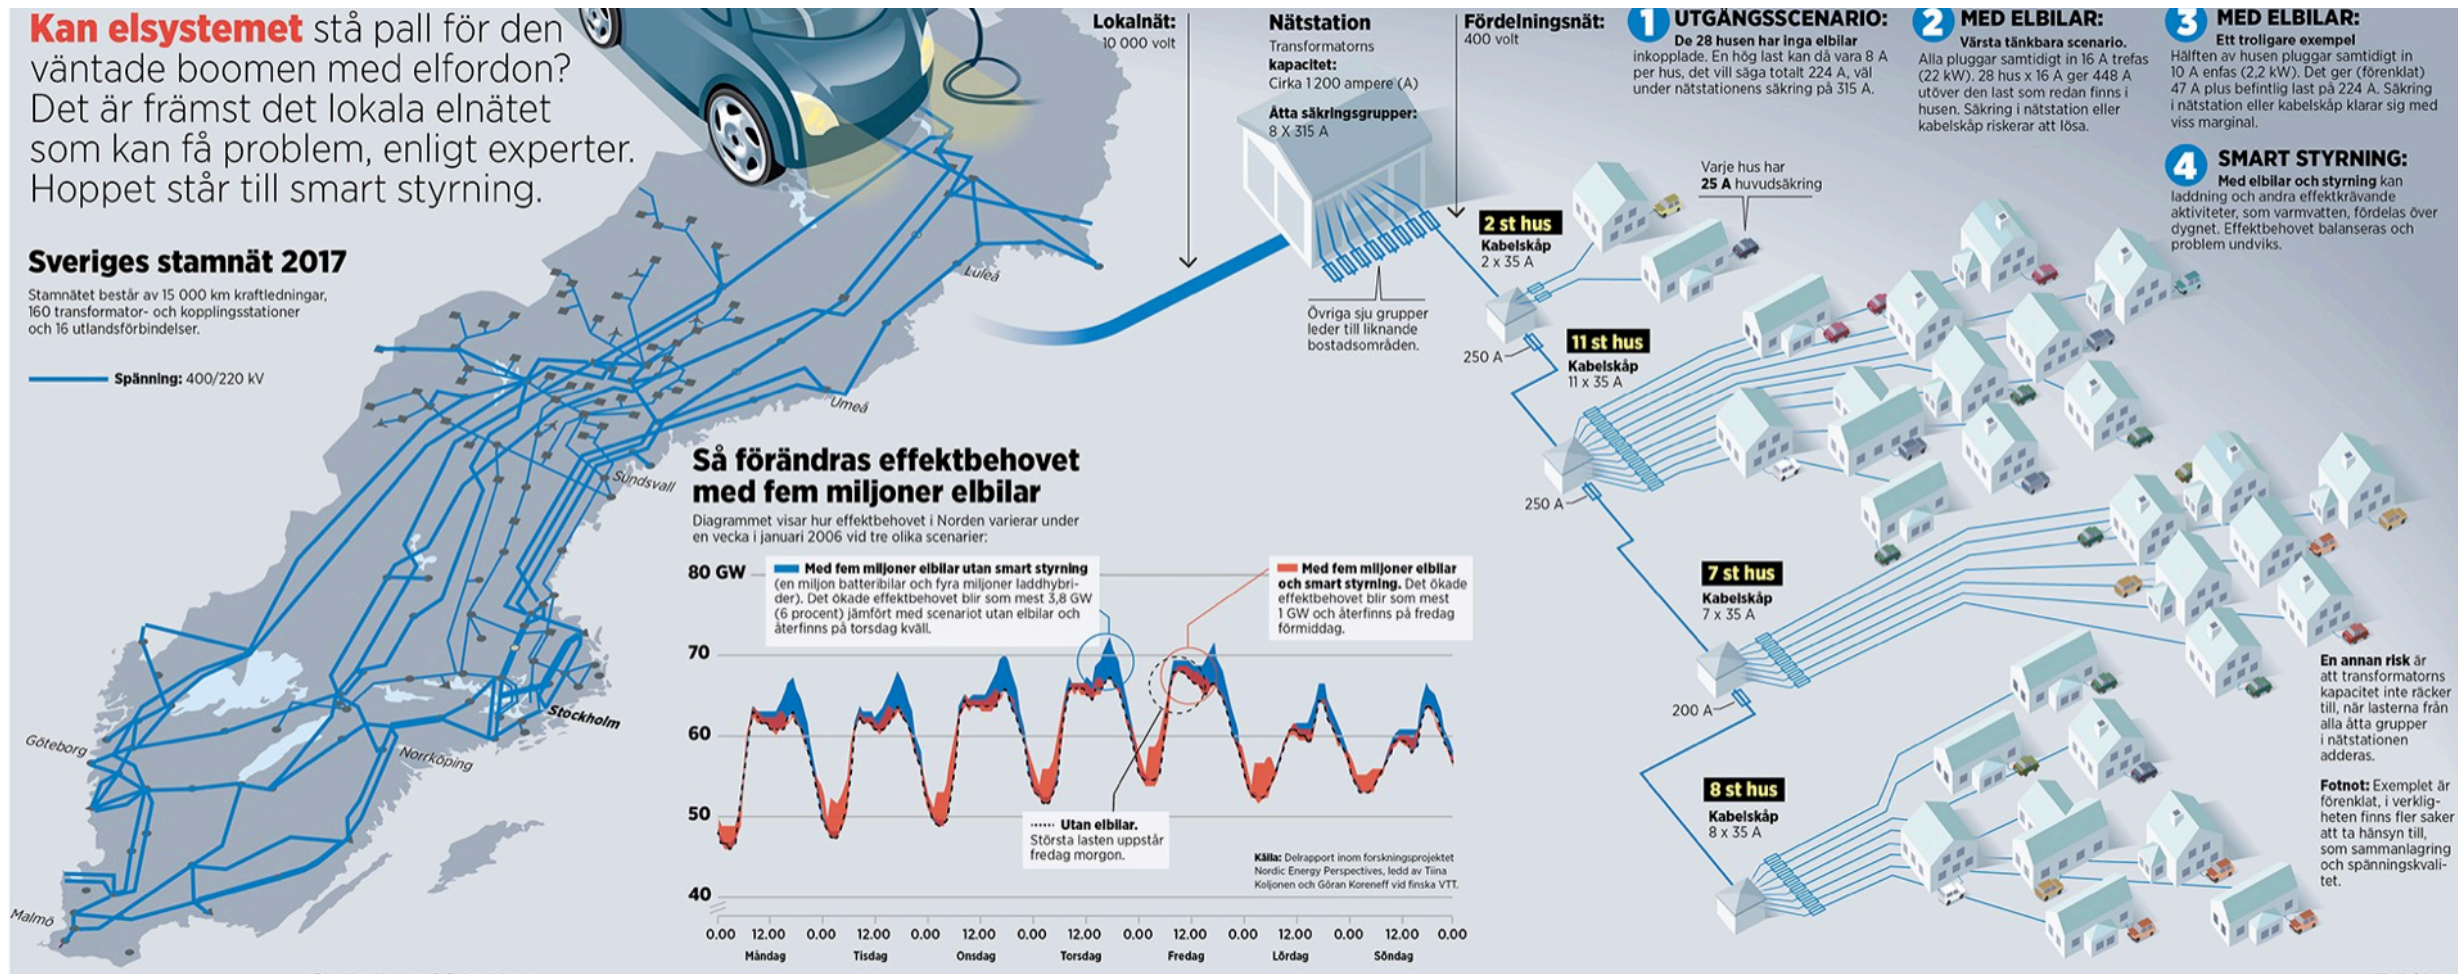 Kan elsystemet stå pall för den
väntade boomen med elfordon?
Det är främst det lokala elnätet
som kan få problem, enligt experter.
Hoppet står till smart styrning.
Sveriges stamnät 2017
Stamnätet består av 15 000 km kraftledningar,
160 transformator- och kopplingsstationer
och 16 utlandsförbindelser.
Spänning: 400/220 kV
Luleå
Umeå
Sundsvall
Stockholm
Norrköping
Göteborg
Malmö
Lokalnät:
10 000 volt
Nätstation
Transformatorns
kapacitet:
Cirka 1 200 ampere (A)
Åtta säkringsgrupper:
8 X 315 A
Fördelningsnät:
400 volt
Övriga sju grupper
leder till liknande
bostadsområden.
1 UTGÅNGSSCENARIO:
De 28 husen har inga elbilar
inkopplade. En hög last kan då vara 8 A
per hus, det vill säga totalt 224 A, väl
under nätstationens säkring på 315 A.
2 MED ELBILAR:
Värsta tänkbara scenario.
Alla pluggar samtidigt in 16 A trefas
(22 kW). 28 hus x 16 A ger 448 A
utöver den last som redan finns i
husen. Säkring i nätstation eller
kabelskåp riskerar att lösa.
3 MED ELBILAR:
Ett troligare exempel
Hälften av husen pluggar samtidigt in
10 A enfas (2,2 kW). Det ger (förenklat)
47 A plus befintlig last på 224 A. Säkring
i nätstation eller kabelskåp klarar sig med
viss marginal.
4 SMART STYRNING:
Med elbilar och styrning kan
laddning och andra effektkrävande
aktiviteter, som varmvatten, fördelas över
dygnet. Effektbehovet balanseras och
problem undviks.
Varje hus har
25 A huvudsäkring
2 st hus
Kabelskåp
2 x 35 A
250 A
11 st hus
Kabelskåp
11 x 35 A
250 A
7 st hus
Kabelskåp
7 x 35 A
200 A
8 st hus
Kabelskåp
8 x 35 A
En annan risk är
att transformatorns
kapacitet inte räcker
till, när lasterna från
alla åtta grupper
i nätstationen
adderas.
Fotnot: Exemplet är
förenklat, i verklig-
heten finns fler saker
att ta hänsyn till,
som sammanlagring
och spänningskvali-
tet.
Så förändras effektbehovet
med fem miljoner elbilar
Diagrammet visar hur effektbehovet i Norden varierar under
en vecka i januari 2006 vid tre olika scenarier:
Med fem miljoner elbilar utan smart styrning
(en miljon batteribilar och fyra miljoner laddhybri-
der). Det ökade effektbehovet blir som mest 3,8 GW
(6 procent) jämfört med scenariot utan elbilar och
återfinns på torsdag kväll.
Med fem miljoner elbilar
och smart styrning. Det ökade
effektbehovet blir som mest
1 GW och återfinns på fredag
förmiddag.
80 GW
70
60
50
40
Utan elbilar.
Största lasten uppstår
fredag morgon.
Källa: Delrapport inom forskningsprojektet
Nordic Energy Perspectives, ledd av Tiina
Koljonen och Göran Koreneff vid finska VTT.
0.00 12.00 0.00 12.00 0.00 12.00 0.00 12.00 0.00 12.00 0.00 12.00 0.00 12.00 0.00
Måndag Tisdag Onsdag Torsdag Fredag Lördag Söndag